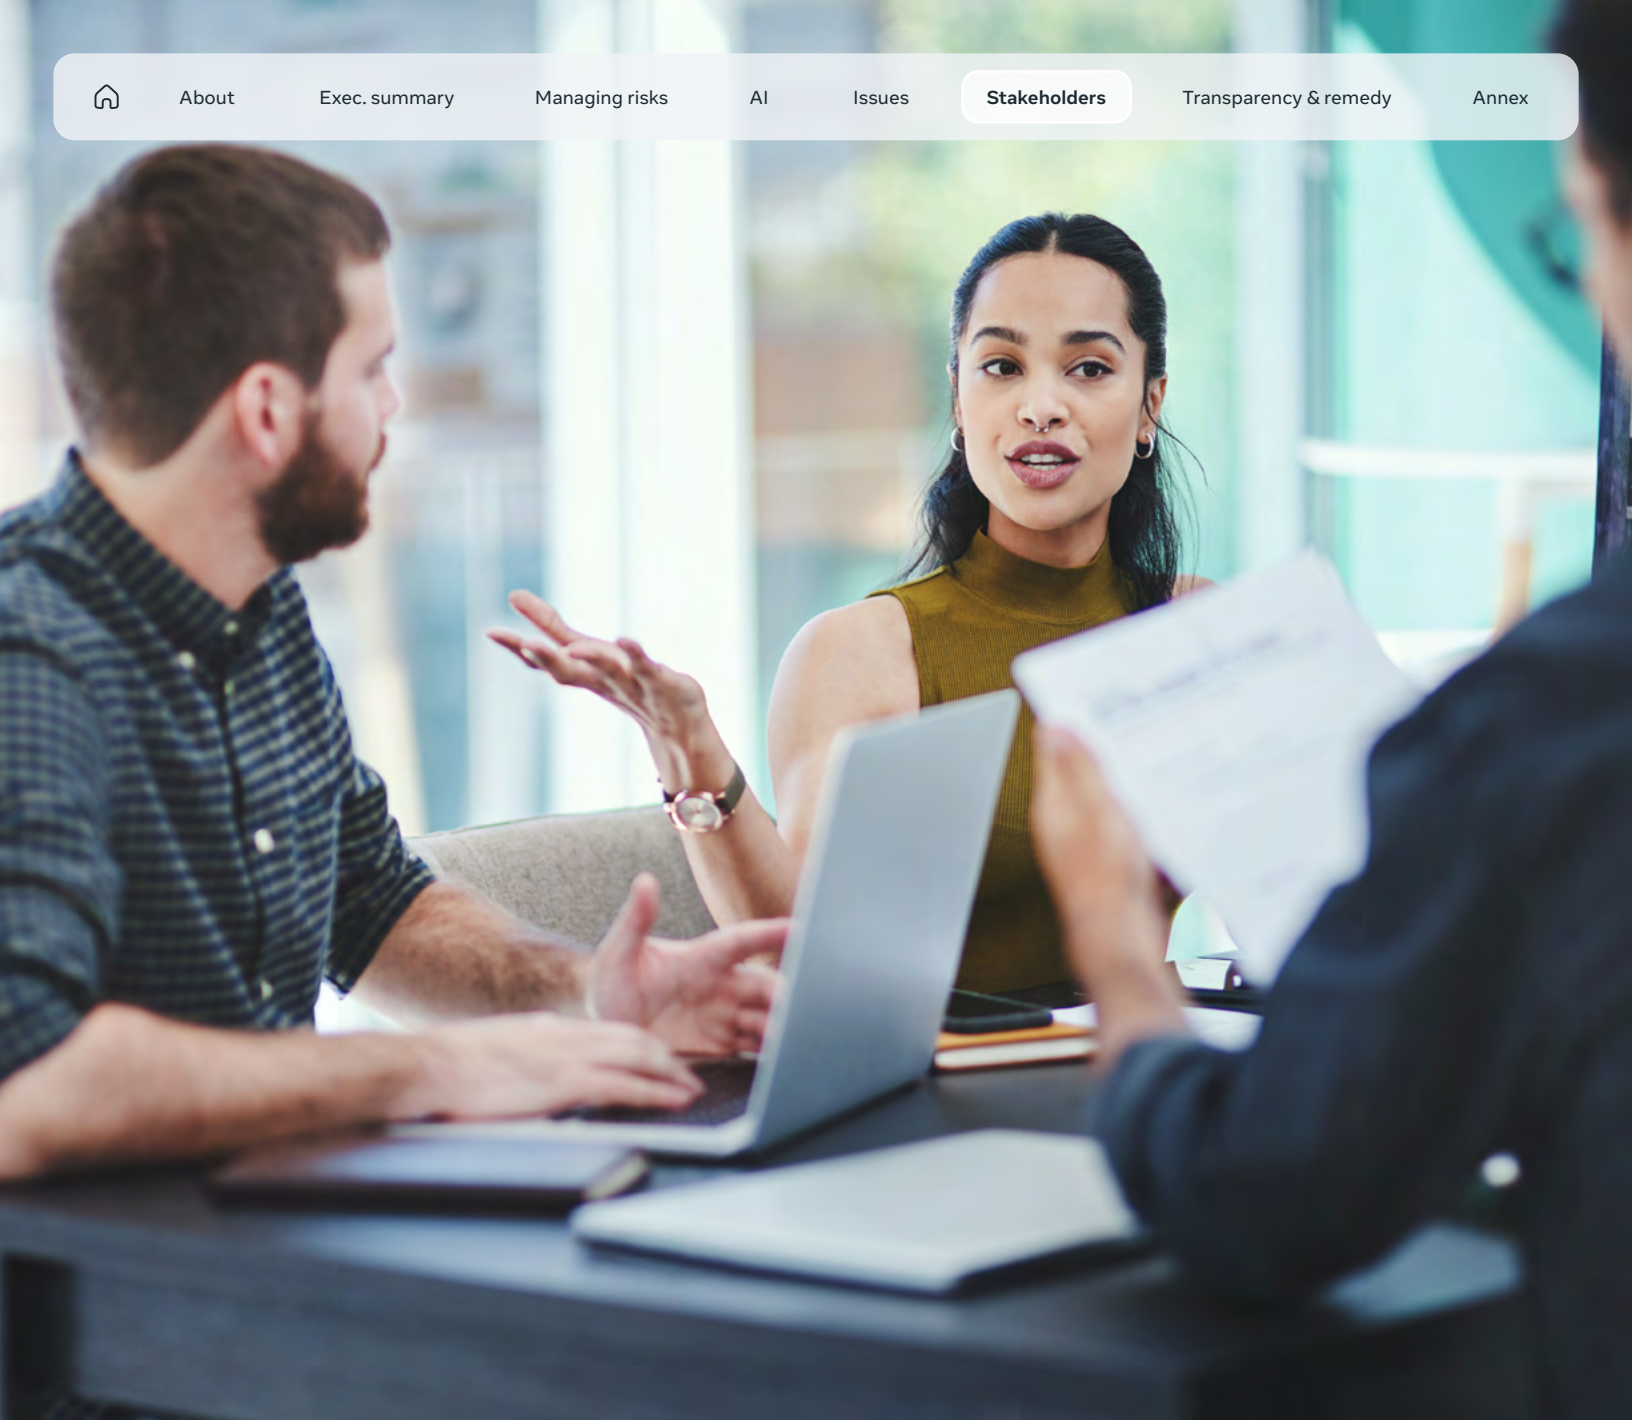 About Exec. summary Managing risks AI Issues Stakeholders Transparency & remedy Annex